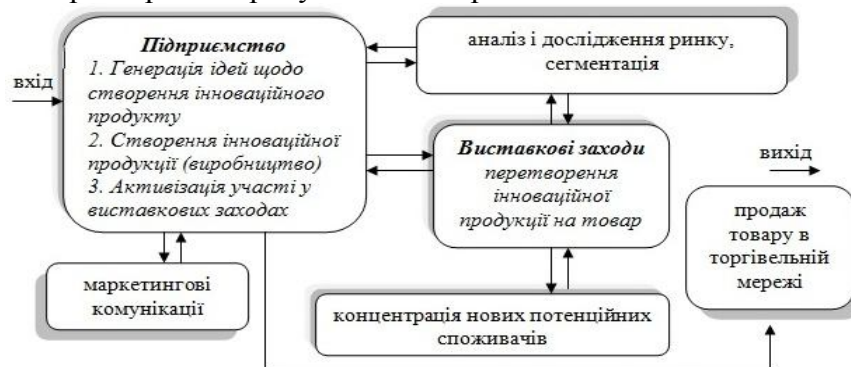 Підприємство
1. Генерація ідей щодо
створення інноваційного
продукту
2. Створення інноваційної
продукції (виробництво)
3. Активізація участі у
виставкових заходах
вхід
аналіз і дослідження ринку,
сегментація
Виставкові заходи
перетворення
інноваційної
продукції на товар
вихід
продаж
товару в
торгівельній
мережі
маркетингові
комунікації
концентрація нових потенційних
споживачів